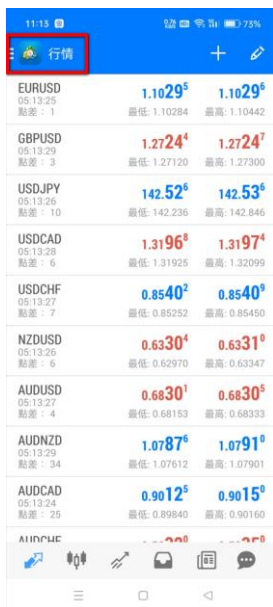 11:13 73%
行情
EURUSD 1.10295 1.10296
05:13:25
點差： 1 最低: 1.10284 最高: 1.10442
GBPUSD 1.27244 1.27247
05:13:29
點差： 3 最低: 1.27120 最高: 1.27300
USDJPY 142.526 142.536
05:13:26
點差： 10 最低: 142.236 最高: 142.846
USDCAD 1.31968 1.31974
05:13:28
點差： 6 最低: 1.31925 最高: 1.32099
USDCHF 0.85402 0.85409
05:13:27
點差： 7 最低: 0.85252 最高: 0.85450
NZDUSD 0.63304 0.63310
05:13:26
點差： 6 最低: 0.62970 最高: 0.63347
AUDUSD 0.68301 0.68305
05:13:27
點差： 4 最低: 0.68153 最高: 0.68333
AUDNZD 1.07876 1.07910
05:13:29
點差： 34 最低: 1.07612 最高: 1.07901
AUDCAD 0.90125 0.90150
05:13:24
點差： 25 最低: 0.89840 最高: 0.90160
AUDCHF